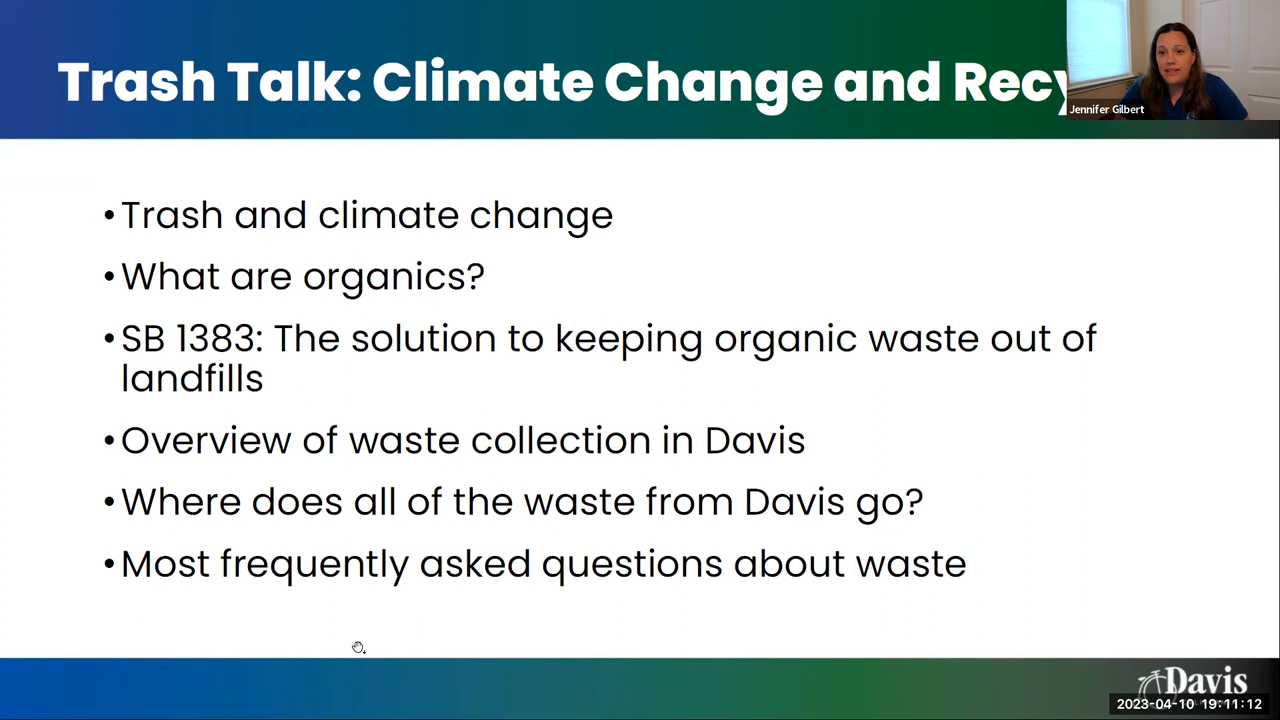 Trash Talk: Climate Change and Recy
Jennifer Gilbert
• Trash and climate change
• What are organics?
• SB 1383: The solution to keeping organic waste out of
landfills
• Overview of waste collection in Davis
• Where does all of the waste from Davis go?
• Most frequently asked questions about waste
Davis
2023-04-10 19:11:12